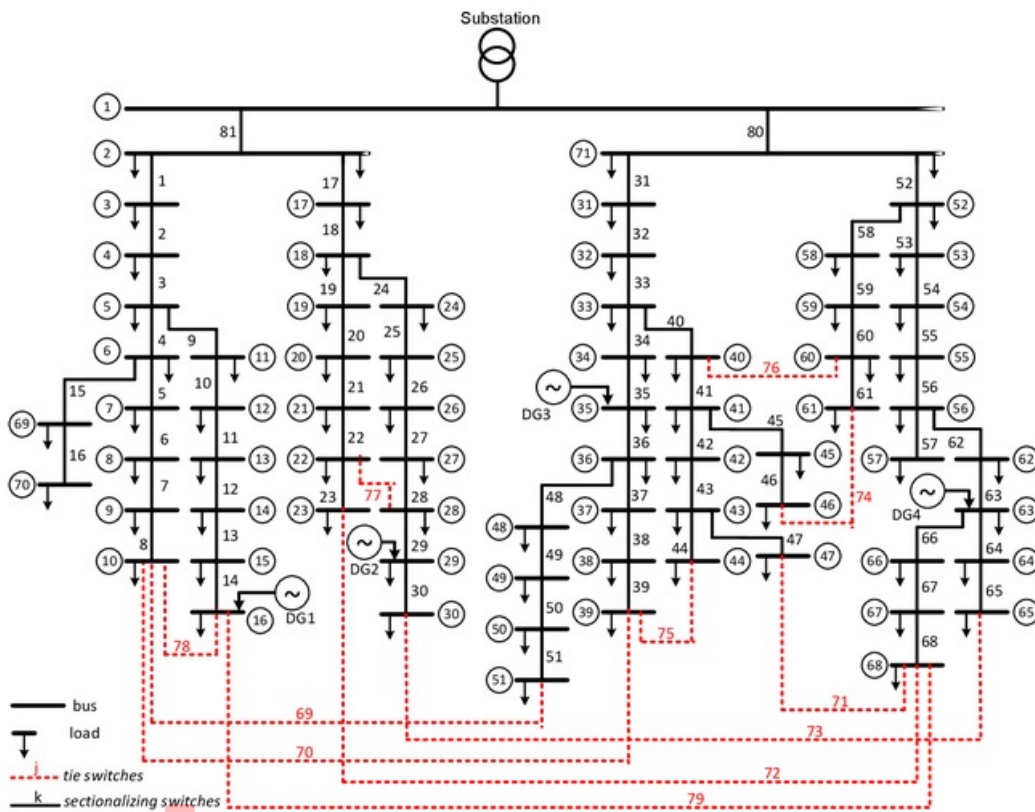 Substation
1
81 80
2 71
1 17 31 52
3 17 31 52
2 18 32 58 53
4 18 32 58 53
3 19 24 33 59 54
5 19 24 33 59 54
4 9 20 25 40 34 60 55
6 11 20 25 34 40 76 60 55
15 5 10 21 26 DG3 35 41 61 56
7 12 21 26 35 41 45 61 56
69 6 11 22 27 36 42 57 62
16 8 13 22 27 36 42 45 57 62
70 7 12 23 77 28 48 37 43 46 74 DG4 63
9 14 23 28 48 37 43 46 63
8 13 DG2 29 49 38 44 47 66 64
10 15 29 49 38 44 47 66 64
14 DG1 30 50 39 67 65
16 30 50 39 67 65
78 51 75 68
51 68
71
bus
69
load
73
70
j tie switches
72
k sectionalizing switches
79